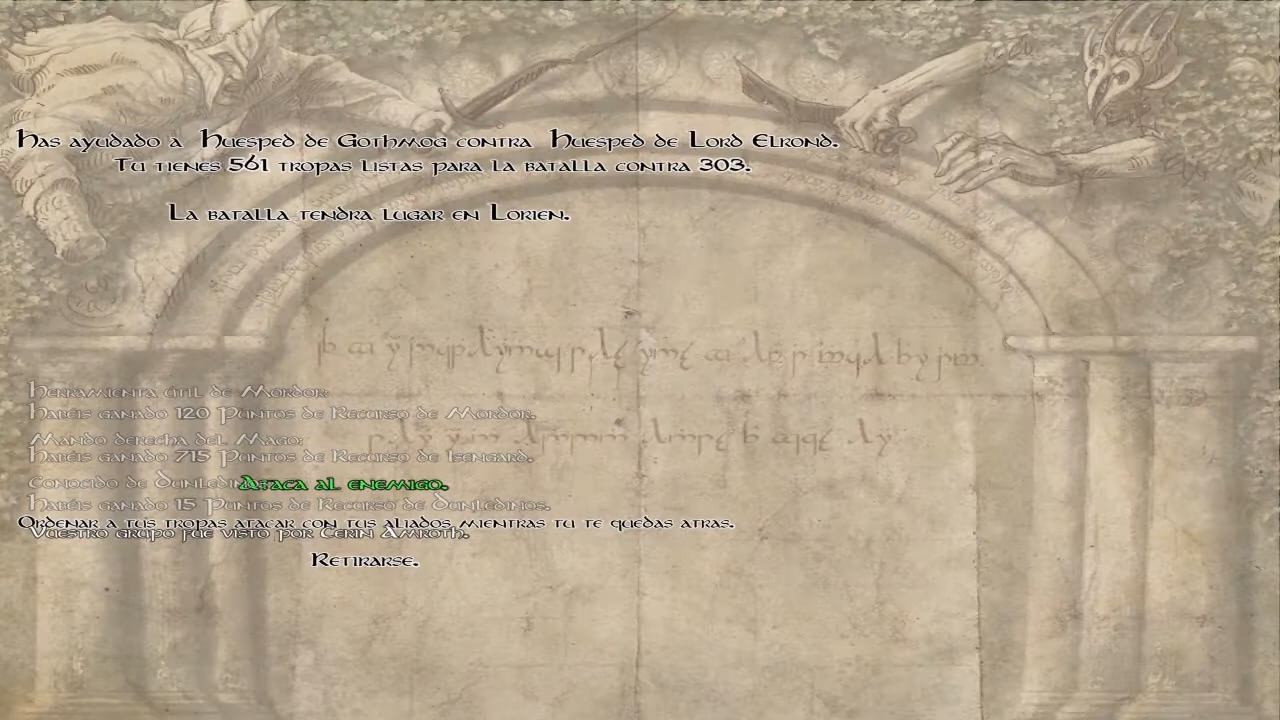 Has ayudado a Huesped de Gothmog contra Huesped de Lord Elrond.
Tu tienes 561 tropas listas para la batalla contra 303.
La batalla tendra lugar en Lorien.
Herramienta útil de Mordor:
Habéis ganado 120 Puntos de Recurso de Mordor.
Mando derecha del Mago:
Habéis ganado 715 Puntos de Recurso de Isengard.
Conocido de
Ataca al enemigo.
Habéis ganado 15 Puntos de Recurso de Dunledinos.
Ordenar a tus tropas atacar con tus aliados mientras tu te quedas atras.
Vuestro grupo fue visto por Cerin Amroth.
Retirarse.